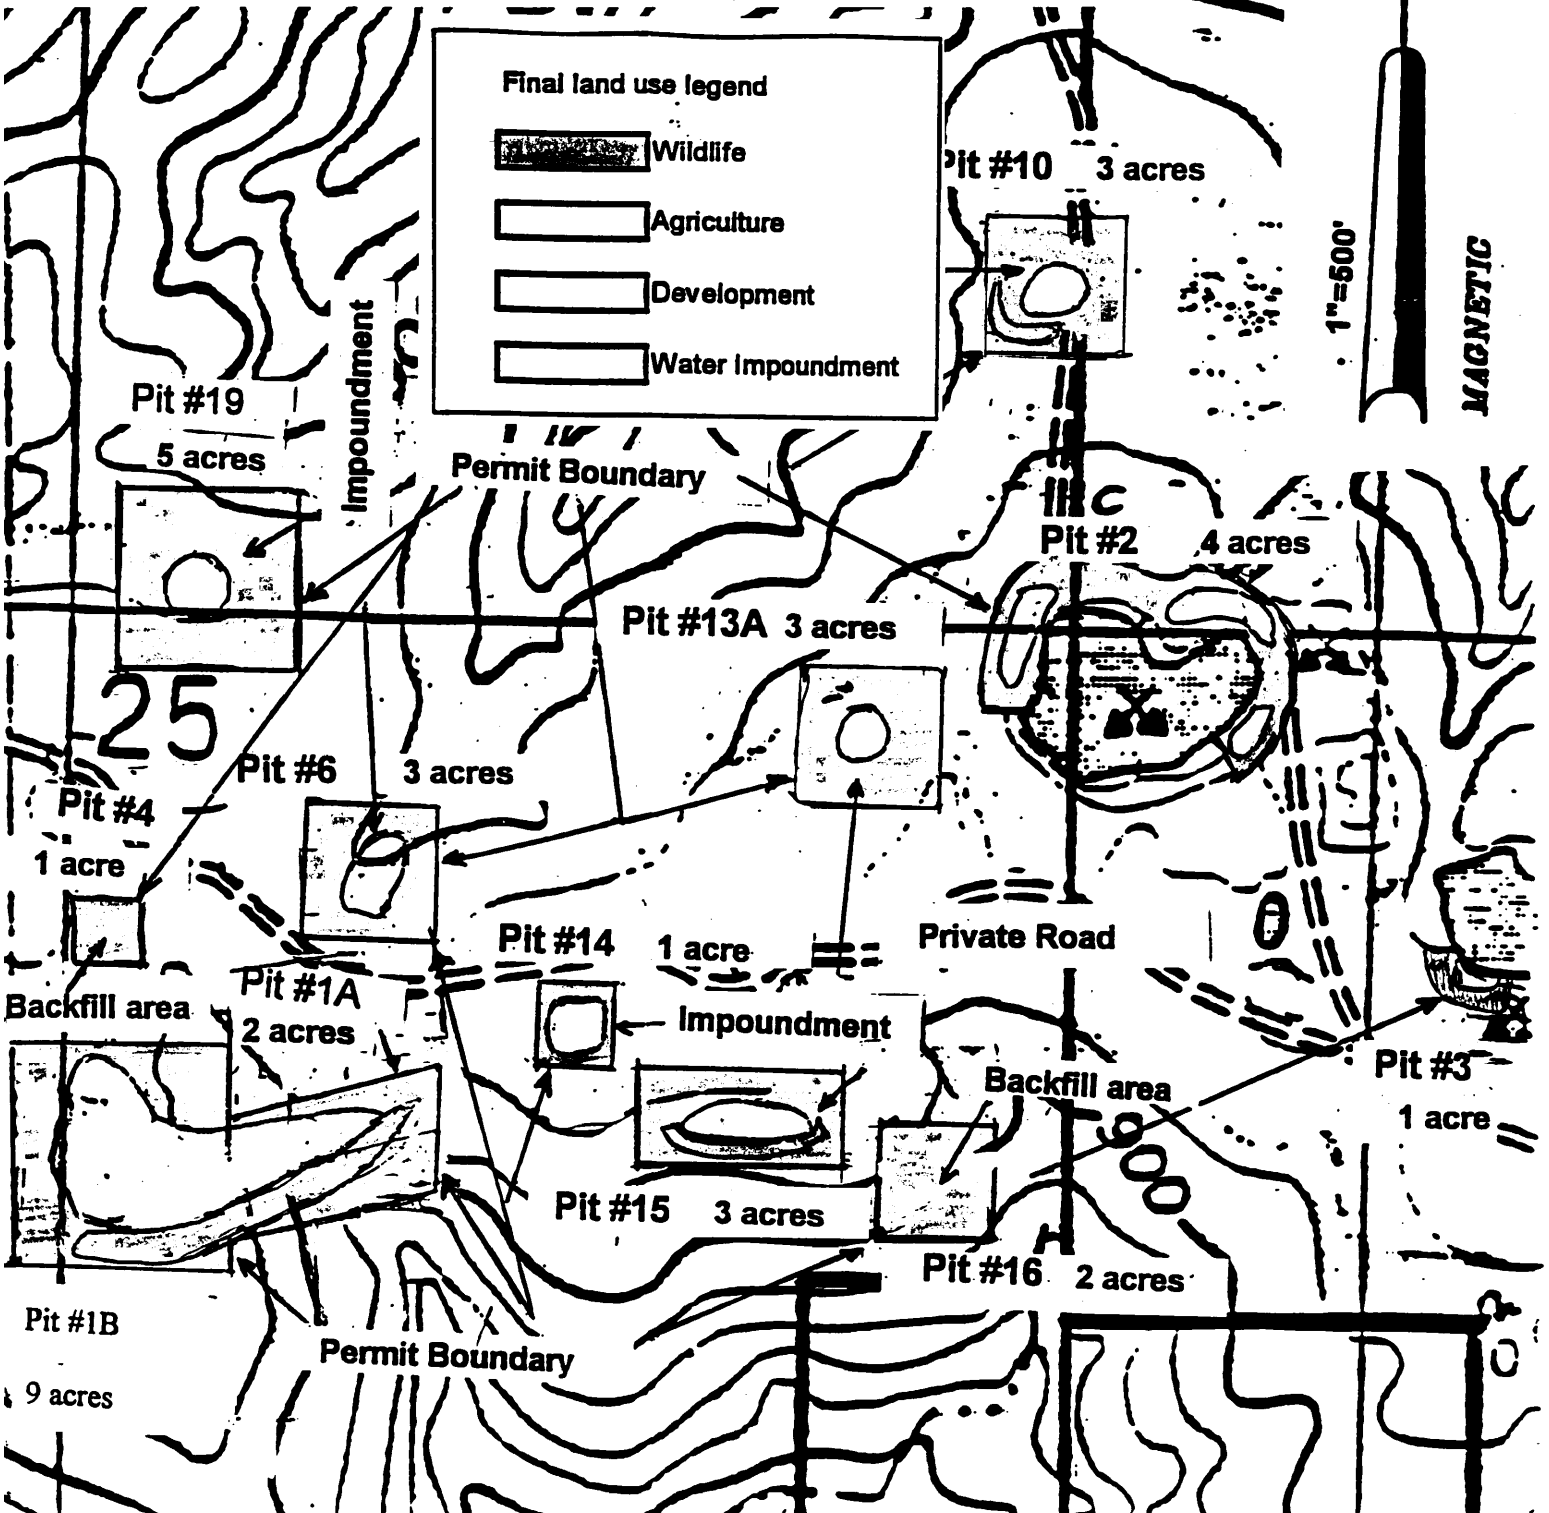 Final land use legend
Wildlife
Agriculture
Development
Water Impoundment
Pit #10 3 acres
1"=500'
MAGNETIC
Impoundment
Pit #19
5 acres
Permit Boundary
C
Pit #2 4 acres
Pit #13A 3 acres
25
Pit #6 3 acres
Pit #4
1 acre
Pit #14 1 acre
Private Road
Pit #1A
2 acres
Backfill area
Impoundment
Backfill area
Pit #3
1 acre
Pit #15 3 acres
Pit #16 2 acres
Pit #1B
9 acres
Permit Boundary